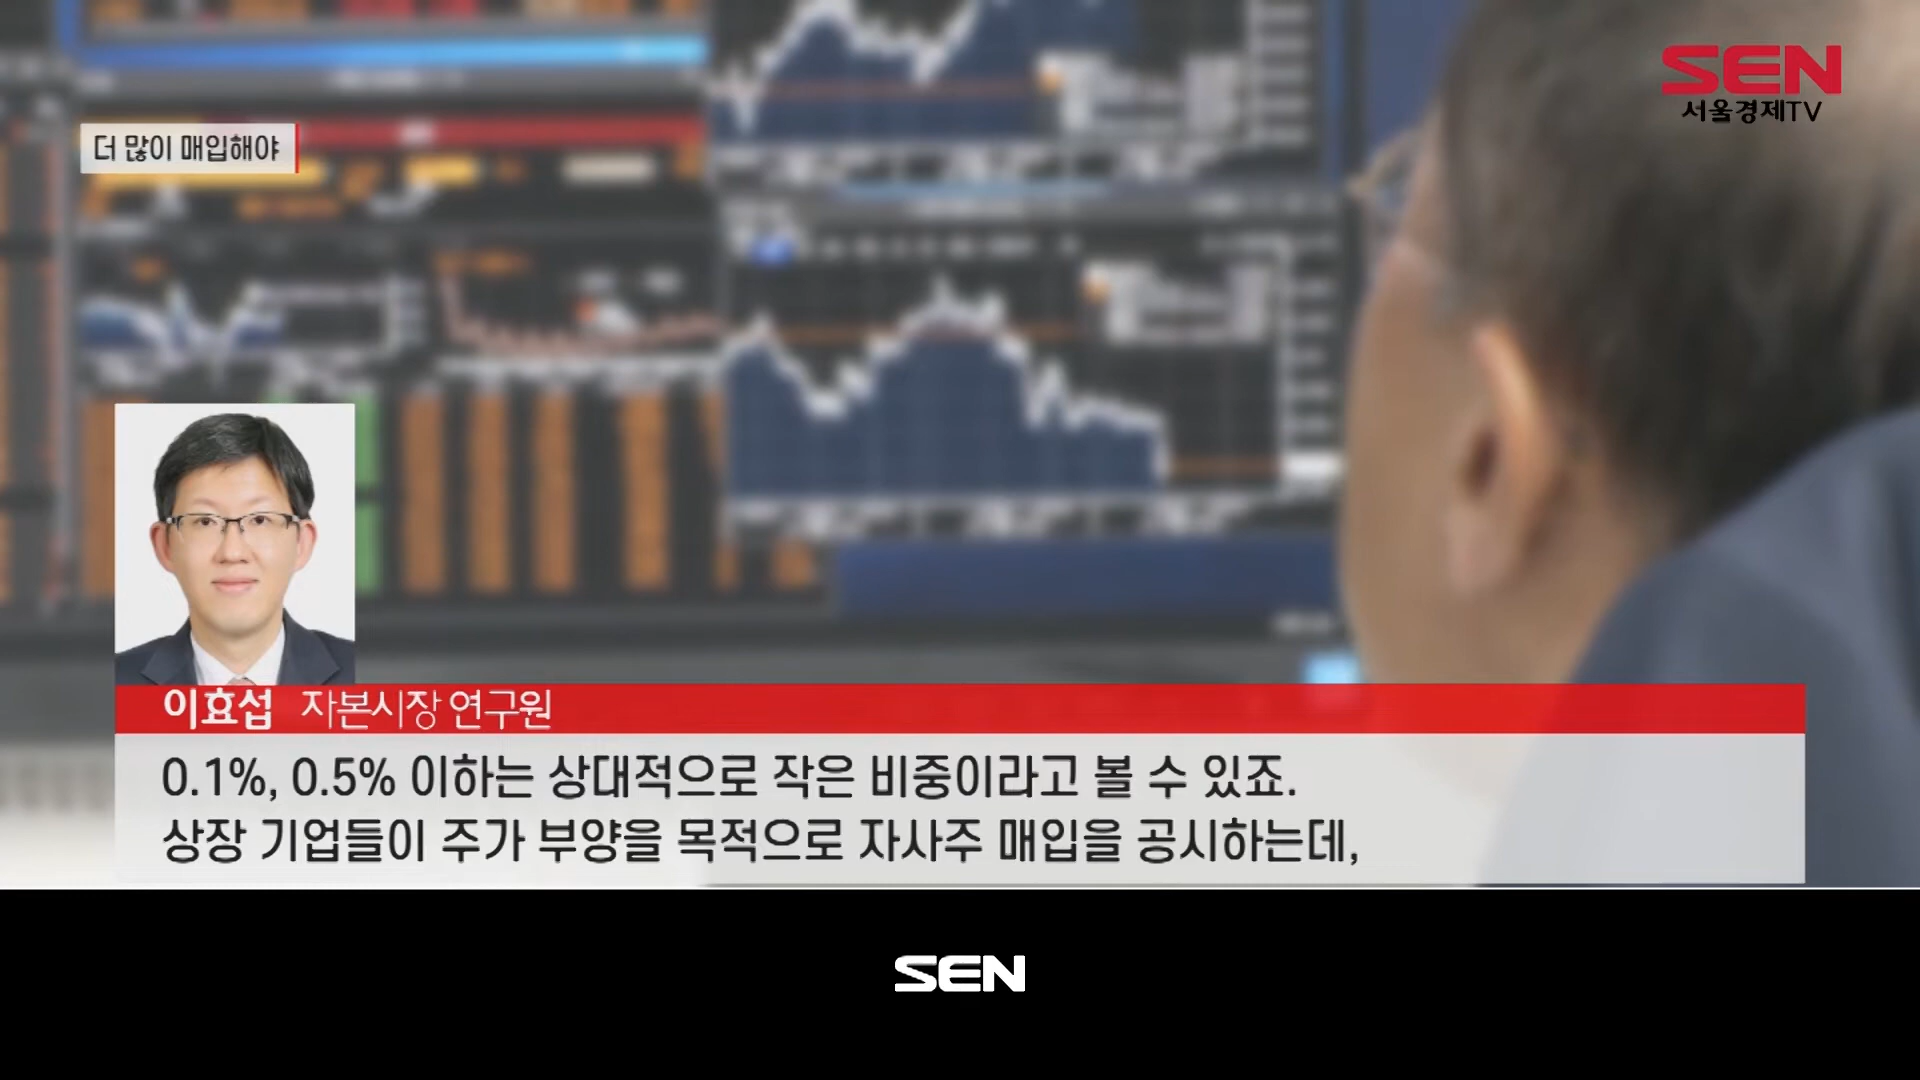 SEN
서울경제TV
더 많이 매입해야
이효섭 자본시장 연구원
0.1%, 0.5% 이하는 상대적으로 작은 비중이라고 볼 수 있죠.
상장 기업들이 주가 부양을 목적으로 자사주 매입을 공시하는데,
SEN